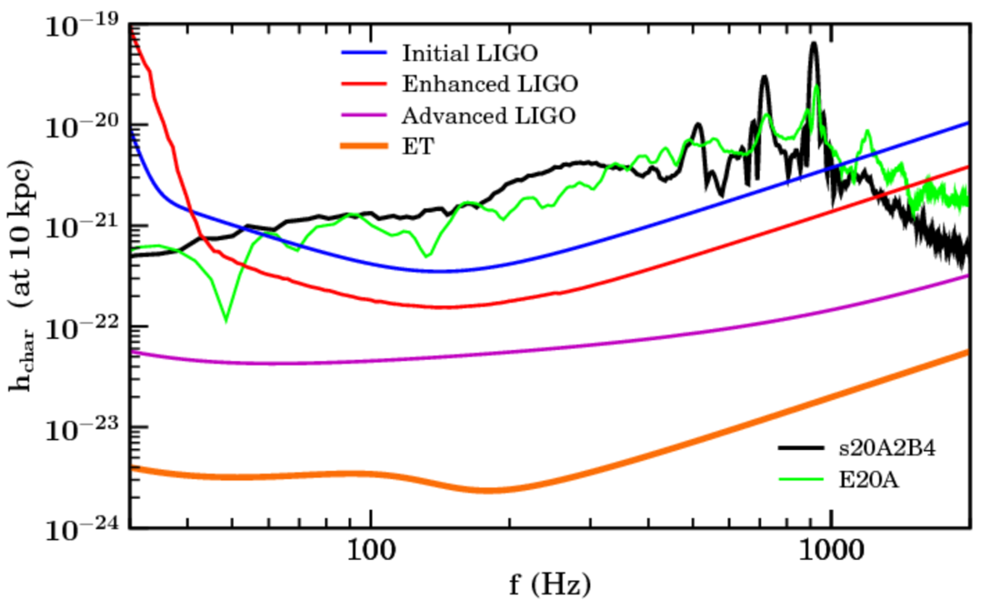 10−19
10−20
10−21
10−22
10−23
10−24
hchar (at 10 kpc)
Initial LIGO
Enhanced LIGO
Advanced LIGO
ET
s20A2B4
E20A
100
1000
f (Hz)